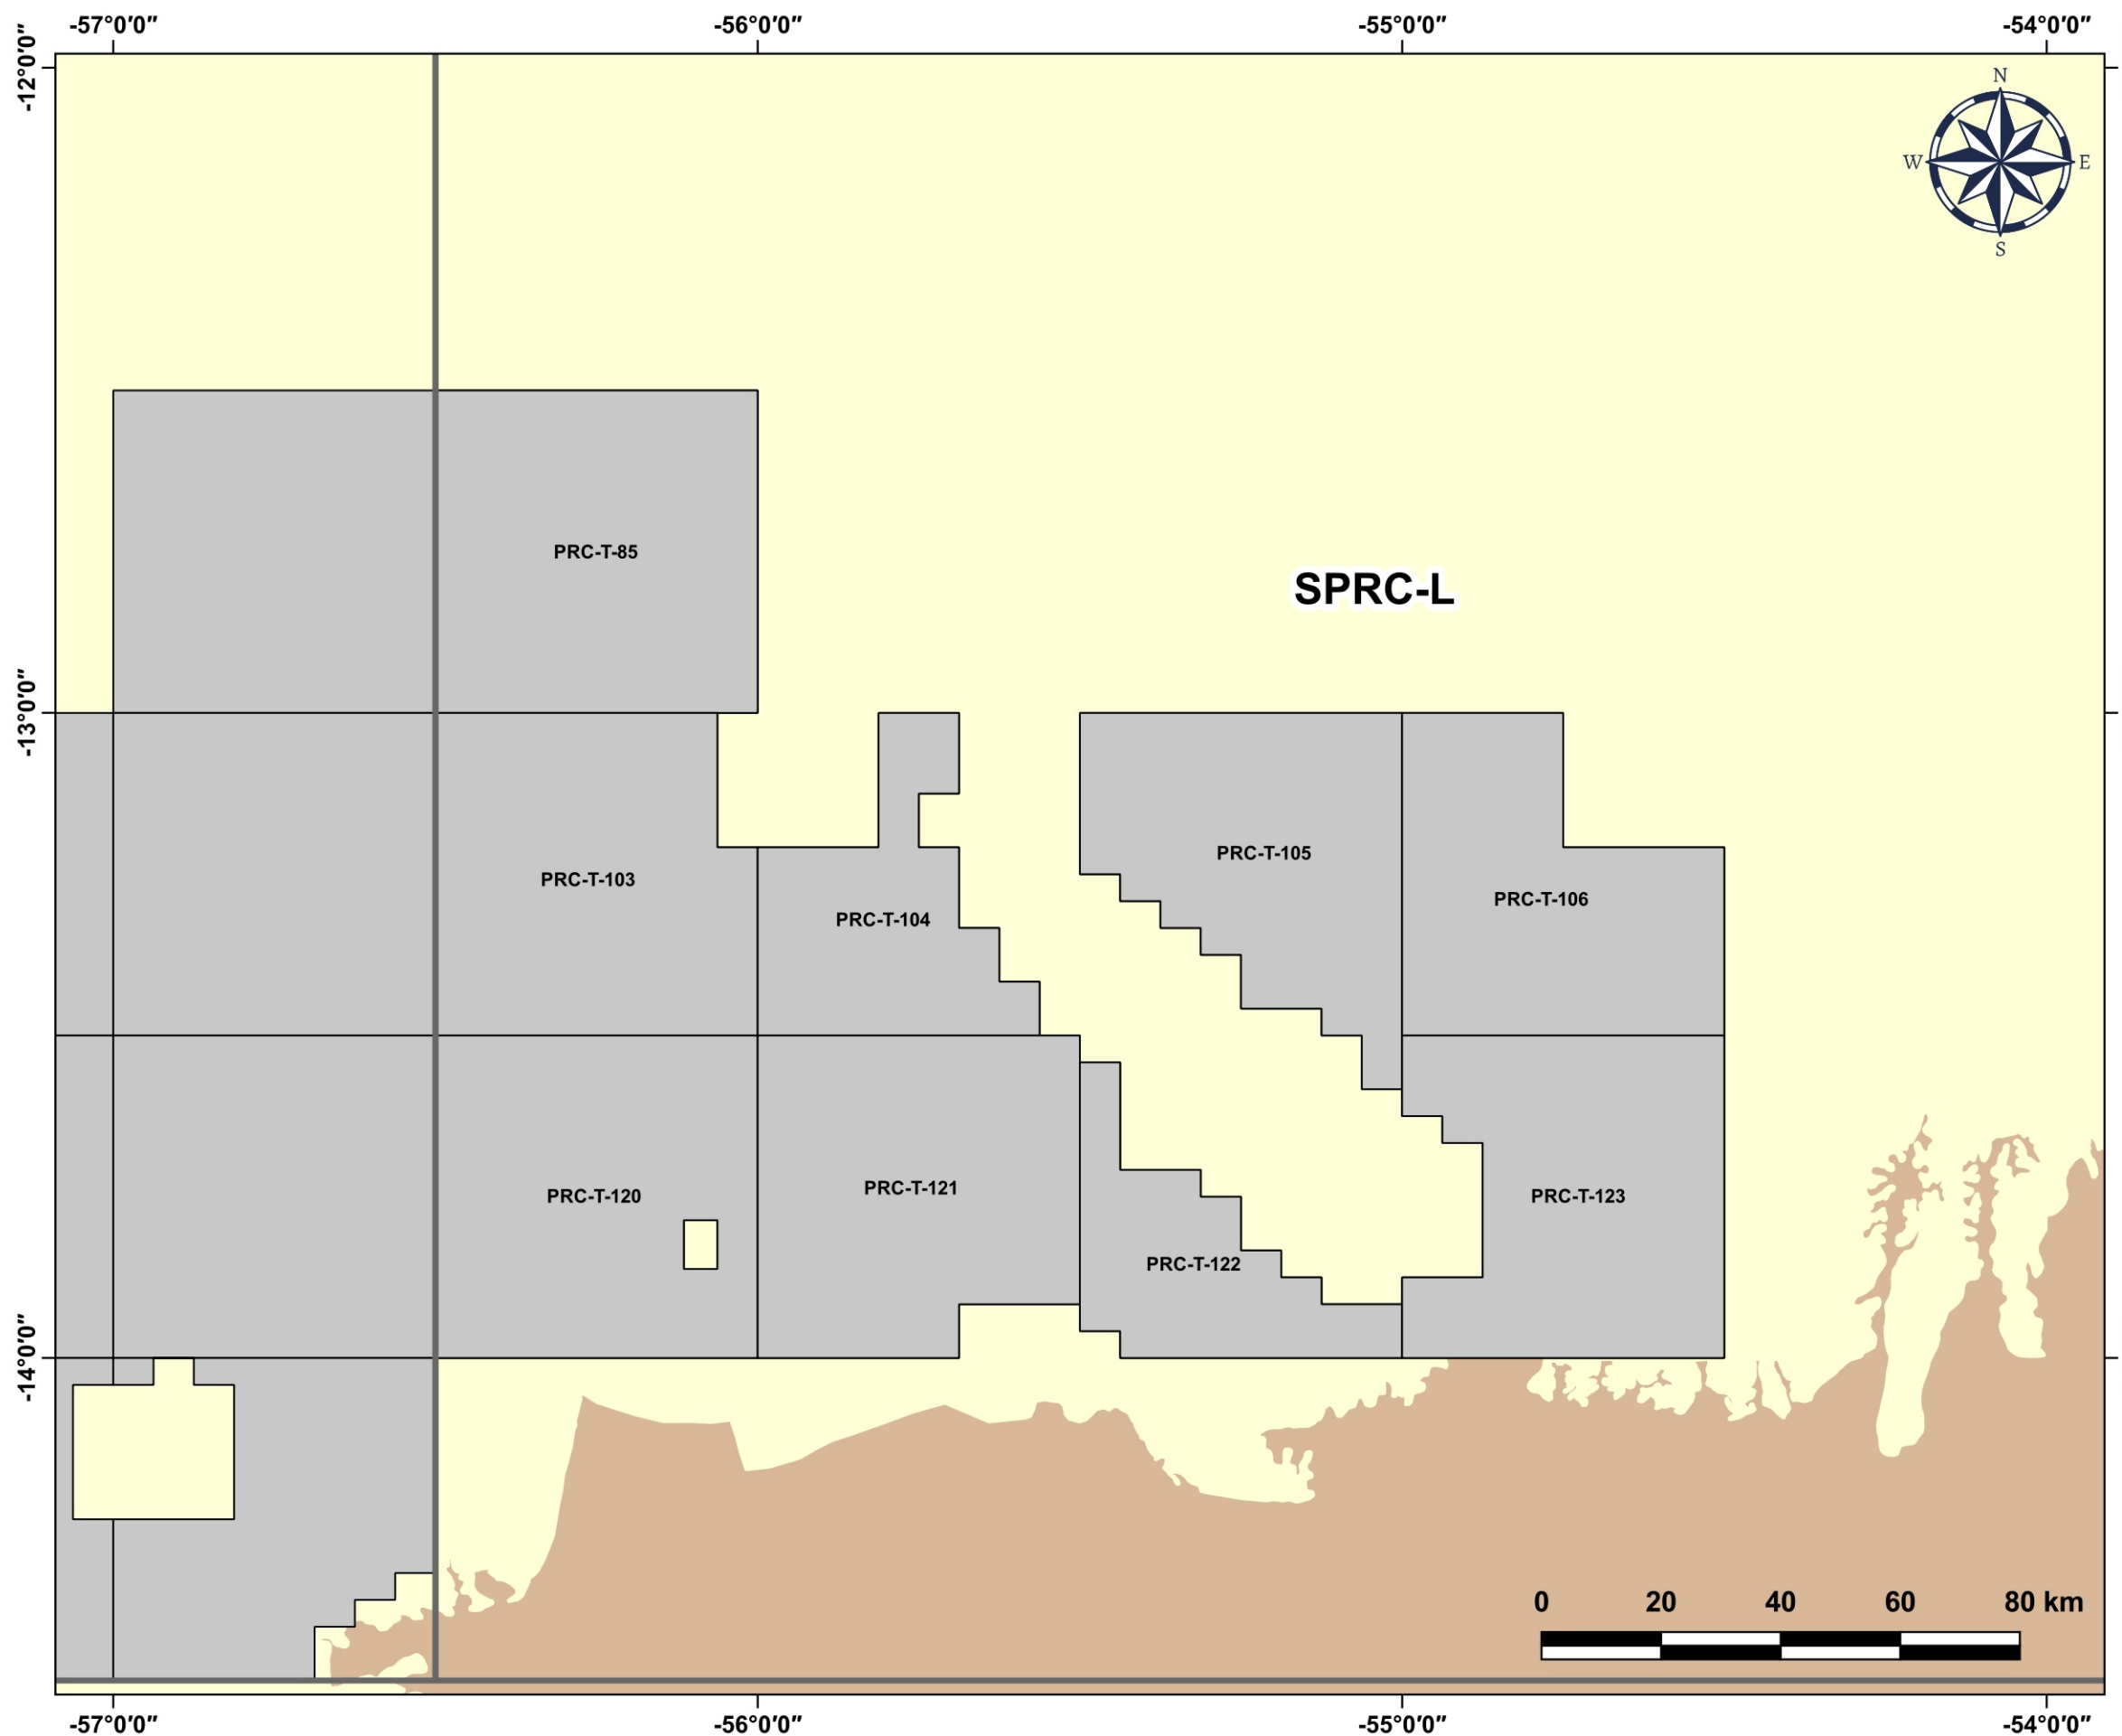 -57°0′0″ -56°0′0″ -55°0′0″ -54°0′0″
-12°0′0″
N
W E
S
PRC-T-85
SPRC-L
-13°0′0″
PRC-T-105
PRC-T-103
PRC-T-106
PRC-T-104
PRC-T-121
PRC-T-120
PRC-T-123
PRC-T-122
-14°0′0″
0 20 40 60 80 km
-57°0′0″ -56°0′0″ -55°0′0″ -54°0′0″